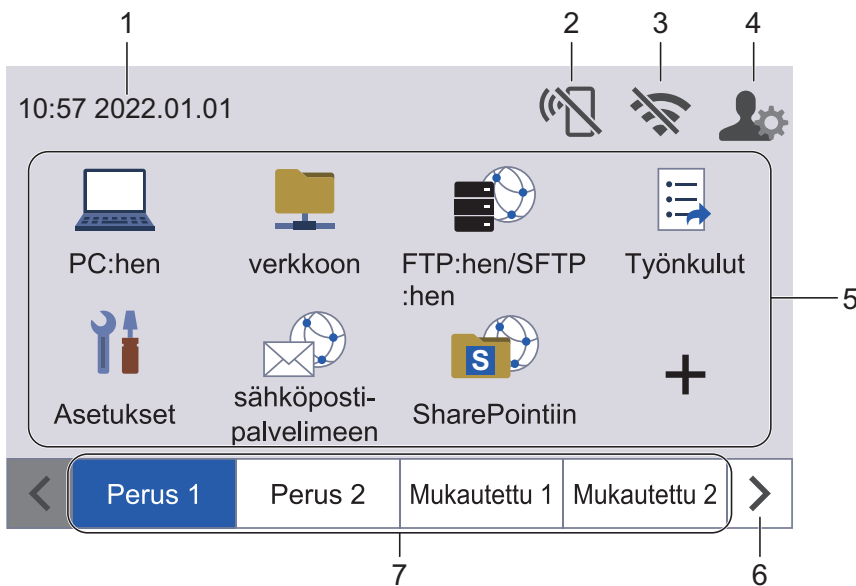 1 2 3 4
10:57 2022.01.01
PC:hen verkkoon FTP:hen/SFTP Työnkulut
:hen
5
S
Asetukset sähköposti- SharePointiin
palvelimeen
Perus 1 Perus 2 Mukautettu 1 Mukautettu 2
7 6